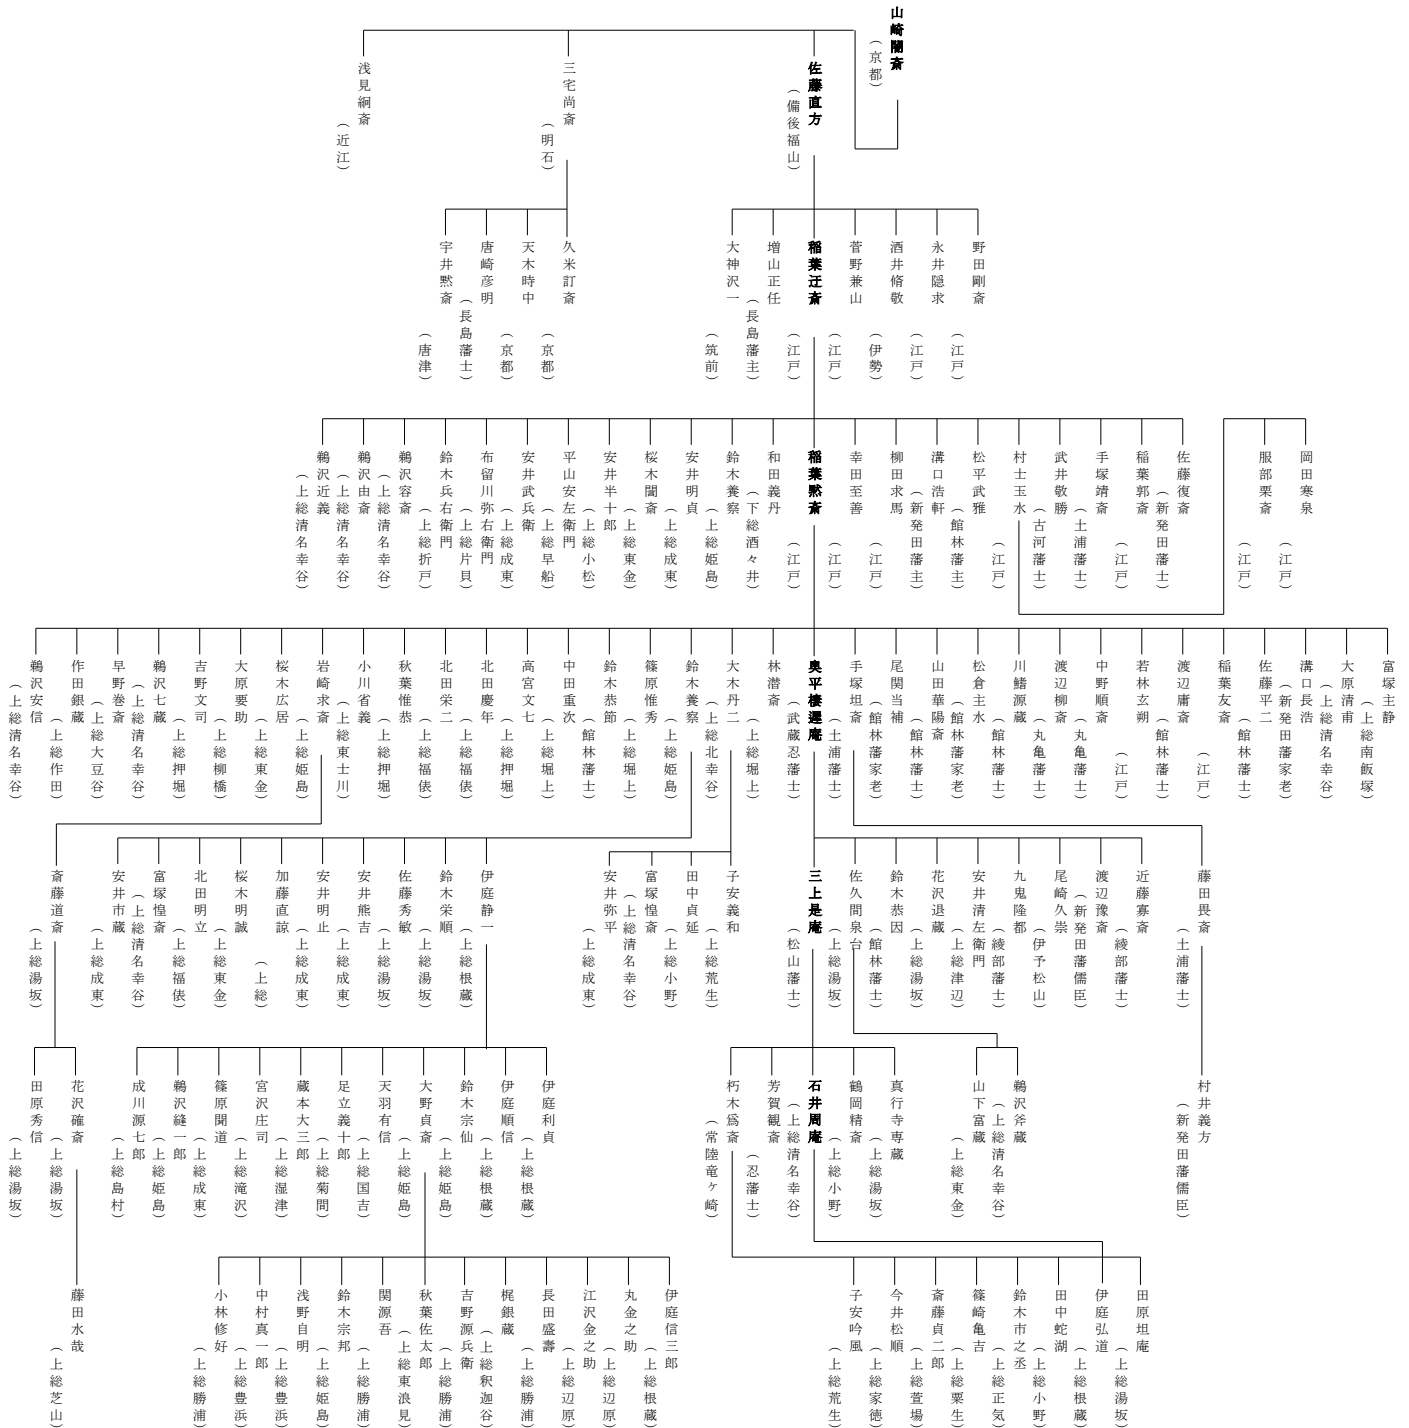 山崎闇斎
（京都）
佐藤直方
（備後福山）
三宅尚斎
（明石）
浅見絅斎
（近江）
野田剛斎
（江戸）
永井隠求
（江戸）
酒井脩敬
（伊勢）
菅野兼山
（江戸）
稲葉迂斎
（江戸）
増山正任
（長島藩主）
大神沢一
（筑前）
久米訂斎
（京都）
天木時中
（京都）
唐崎彦明
（長島藩士）
宇井黙斎
（唐津）
岡田寒泉
（江戸）
服部栗斎
（江戸）
佐藤復斎
（新発田藩士）
稲葉郭斎
（江戸）
手塚靖斎
（土浦藩士）
武井敬勝
（古河藩士）
村士玉水
（江戸）
松平武雅
（館林藩主）
溝口浩軒
（新発田藩主）
柳田求馬
（江戸）
幸田至善
（江戸）
稲葉黙斎
（江戸）
和田義丹
（下総酒々井）
鈴木養察
（上総姫島）
安井明貞
（上総成東）
桜木誾斎
（上総東金）
安井半十郎
（上総小松）
平山安左衛門
（上総早船）
安井武兵衛
（上総成東）
布留川弥右衛門
（上総片貝）
鈴木兵右衛門
（上総折戸）
鵜沢容斎
（上総清名幸谷）
鵜沢由斎
（上総清名幸谷）
鵜沢近義
（上総清名幸谷）
富塚主静
（上総南飯塚）
大原清甫
（上総清名幸谷）
溝口長浩
（新発田藩家老）
佐藤平二
（館林藩士）
稲葉友斎
（江戸）
渡辺庸斎
（館林藩士）
若林玄朔
（江戸）
中野順斎
（丸亀藩士）
渡辺柳斎
（丸亀藩士）
川鰭源蔵
（館林藩士）
松倉主水
（館林藩家老）
山田華陽斎
（館林藩士）
尾関当補
（館林藩家老）
手塚坦斎
（土浦藩士）
奥平棲遅庵
（武蔵忍藩士）
林潜斎
（上総堀上）
大木丹二
（上総北幸谷）
鈴木養察
（上総姫島）
篠原惟秀
（上総堀上）
鈴木恭節
（館林藩士）
中田重次
（上総堀上）
高宮文七
（上総押堀）
北田慶年
（上総福俵）
北田栄二
（上総福俵）
秋葉惟恭
（上総押堀）
小川省義
（上総東士川）
岩崎求斎
（上総姫島）
桜木広居
（上総東金）
大原要助
（上総柳橋）
吉野文司
（上総押堀）
鵜沢七蔵
（上総清名幸谷）
早野巻斎
（上総大豆谷）
作田銀蔵
（上総作田）
鵜沢安信
（上総清名幸谷）
藤田畏斎
（土浦藩士）
近藤寡斎
（綾部藩士）
渡辺豫斎
（新発田藩儒臣）
尾崎久崇
（伊予松山）
九鬼隆都
（綾部藩士）
安井清左衛門
（上総津辺）
花沢退蔵
（上総湯坂）
鈴木恭因
（館林藩士）
佐久間泉台
（上総湯坂）
三上是庵
（松山藩士）
子安義和
（上総荒生）
田中貞延
（上総小野）
富塚惶斎
（上総清名幸谷）
安井弥平
（上総成東）
伊庭静一
（上総根蔵）
鈴木栄順
（上総湯坂）
佐藤秀敏
（上総湯坂）
安井熊吉
（上総成東）
安井明止
（上総成東）
加藤直諒
（上総）
桜木明誠
（上総東金）
北田明立
（上総福俵）
富塚惶斎
（上総清名幸谷）
安井市蔵
（上総成東）
斎藤道斎
（上総湯坂）
村井義方
（新発田藩儒臣）
鵜沢斧蔵
（上総清名幸谷）
山下富蔵
（上総東金）
真行寺専蔵
（上総湯坂）
鶴岡精斎
（上総小野）
石井周庵
（上総清名幸谷）
芳賀観斎
（忍藩士）
朽木為斎
（常陸竜ヶ崎）
伊庭利貞
（上総根蔵）
伊庭順信
（上総根蔵）
鈴木宗仙
（上総姫島）
大野貞斎
（上総姫島）
天羽有信
（上総国吉）
足立義十郎
（上総菊間）
蔵本大三郎
（上総湿津）
宮沢庄司
（上総滝沢）
篠原聞道
（上総成東）
鵜沢縫一郎
（上総姫島）
成川源七郎
（上総島村）
花沢確斎
（上総湯坂）
田原秀信
（上総湯坂）
田原坦庵
（上総湯坂）
伊庭弘道
（上総根蔵）
田中蛇湖
（上総小野）
鈴木市之丞
（上総正気）
篠崎亀吉
（上総粟生）
斎藤貞二郎
（上総萱場）
今井松順
（上総家徳）
子安吟風
（上総荒生）
伊庭信三郎
（上総根蔵）
丸金之助
（上総辺原）
江沢金之助
（上総辺原）
長田盛壽
（上総勝浦）
梶銀蔵
（上総釈迦谷）
吉野源兵衛
（上総勝浦）
秋葉佐太郎
（上総東浪見）
関源吾
（上総勝浦）
鈴木宗邦
（上総姫島）
浅野自明
（上総豊浜）
中村真一郎
（上総豊浜）
小林修好
（上総勝浦）
藤田水哉
（上総芝山）